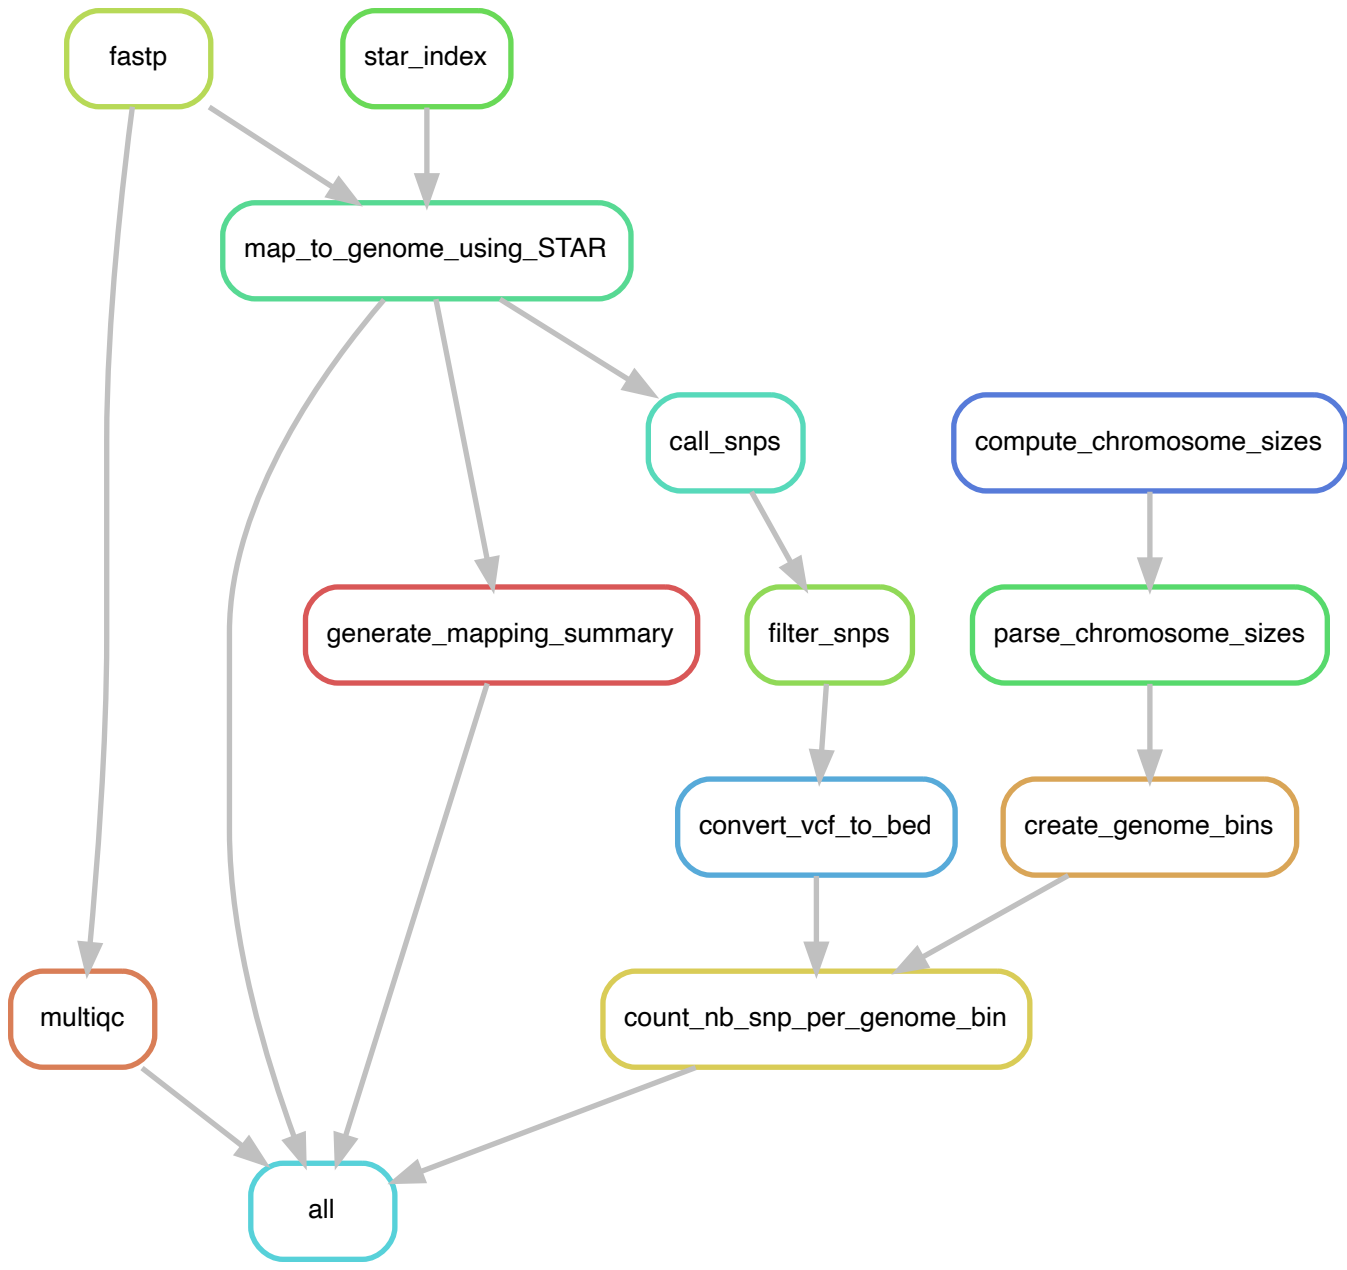 fastp
star_index
map_to_genome_using_STAR
call_snps
compute_chromosome_sizes
generate_mapping_summary
filter_snps
parse_chromosome_sizes
convert_vcf_to_bed
create_genome_bins
multiqc
count_nb_snp_per_genome_bin
all